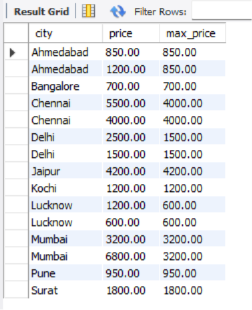 Result Grid Filter Rows:
city price max_price
Ahmedabad 850.00 850.00
Ahmedabad 1200.00 850.00
Bangalore 700.00 700.00
Chennai 5500.00 4000.00
Chennai 4000.00 4000.00
Delhi 2500.00 1500.00
Delhi 1500.00 1500.00
Jaipur 4200.00 4200.00
Kochi 1200.00 1200.00
Lucknow 1200.00 600.00
Lucknow 600.00 600.00
Mumbai 3200.00 3200.00
Mumbai 6800.00 3200.00
Pune 950.00 950.00
Surat 1800.00 1800.00